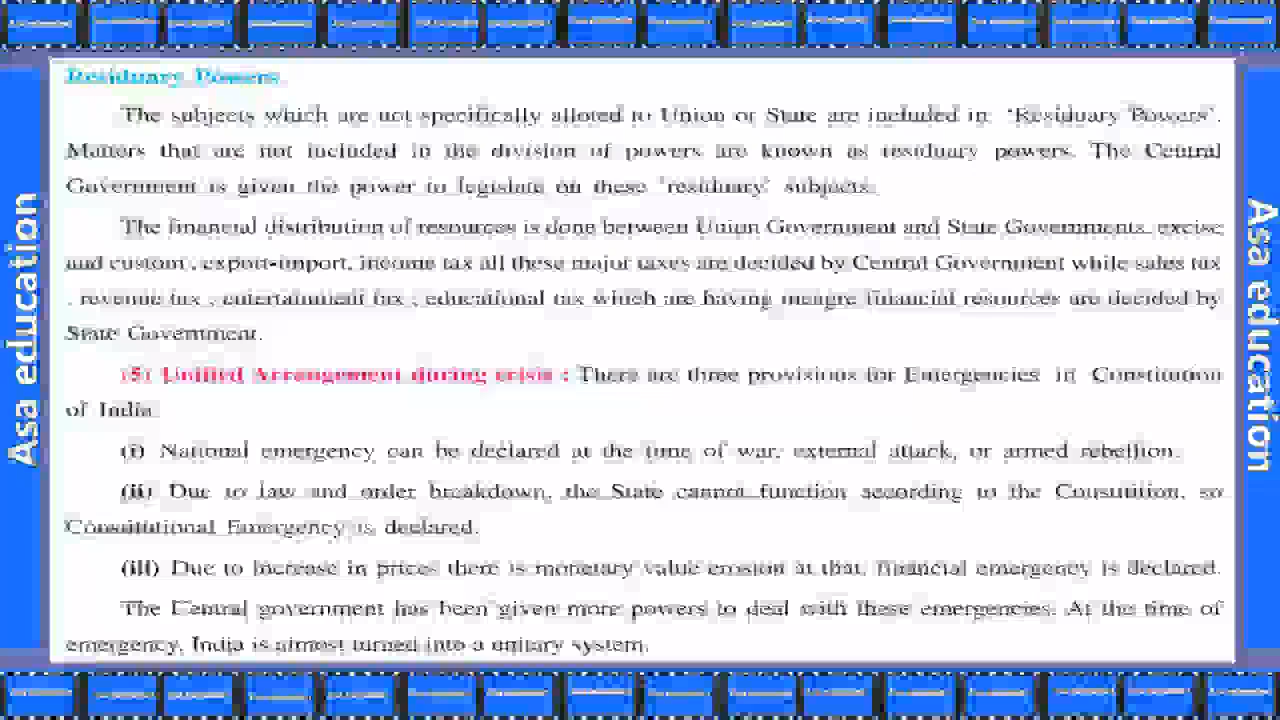 Asa education
Residuary Powers
The subjects which are not specifically alloted to Union or State are included in 'Residuary Powers'.
Matters that are not included in the division of powers are known as residuary powers. The Central
Government is given the power to legislate on these 'residuary' subjects.
The financial distribution of resources is done between Union Government and State Governments. excise
and custom , export-import, income tax all these major taxes are decided by Central Government while sales tax
, revenue tax , entertainment tax , educational tax which are having meagre financial resources are decided by
State Government.
(5) Unified Arrangement during crisis : There are three provisions for Emergencies in Constitution
of India.
(i) National emergency can be declared at the time of war, external attack, or armed rebellion.
(ii) Due to law and order breakdown, the State cannot function according to the Constitution, so
Constitutional Emergency is declared.
(iii) Due to increase in prices there is monetary value erosion at that, financial emergency is declared.
The Central government has been given more powers to deal with these emergencies. At the time of
emergency, India is almost turned into a unitary system.
Asa education